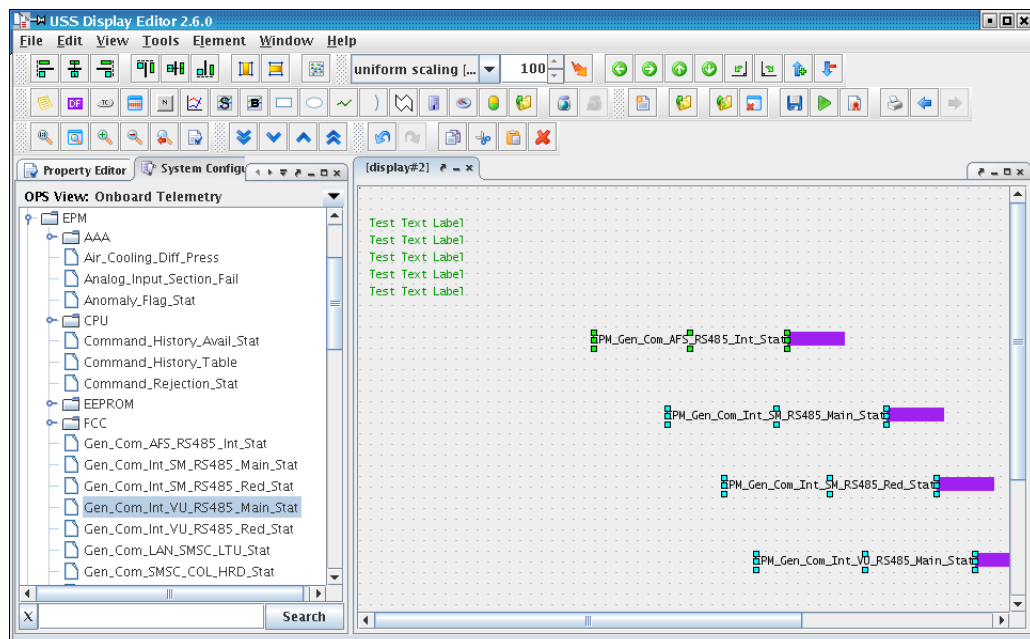 USS Display Editor 2.6.0
File Edit View Tools Element Window Help
uniform scaling [... 100
Property Editor System Configu
OPS View: Onboard Telemetry
EPM
AAA
Air_Cooling_Diff_Press
Analog_Input_Section_Fail
Anomaly_Flag_Stat
CPU
Command_History_Avail_Stat
Command_History_Table
Command_Rejection_Stat
EEPROM
FCC
Gen_Com_AFS_RS485_Int_Stat
Gen_Com_Int_SM_RS485_Main_Stat
Gen_Com_Int_SM_RS485_Red_Stat
Gen_Com_Int_VU_RS485_Main_Stat
Gen_Com_Int_VU_RS485_Red_Stat
Gen_Com_LAN_SMSC_LTU_Stat
Gen_Com_SMSC_COL_HRD_Stat
X Search
[display#2]
Test Text Label
Test Text Label
Test Text Label
Test Text Label
Test Text Label
PM_Gen_Com_AFS_RS485_Int_Stat
PM_Gen_Com_Int_SM_RS485_Main_Stat
PM_Gen_Com_Int_SM_RS485_Red_Stat
PM_Gen_Com_Int_VU_RS485_Main_Stat